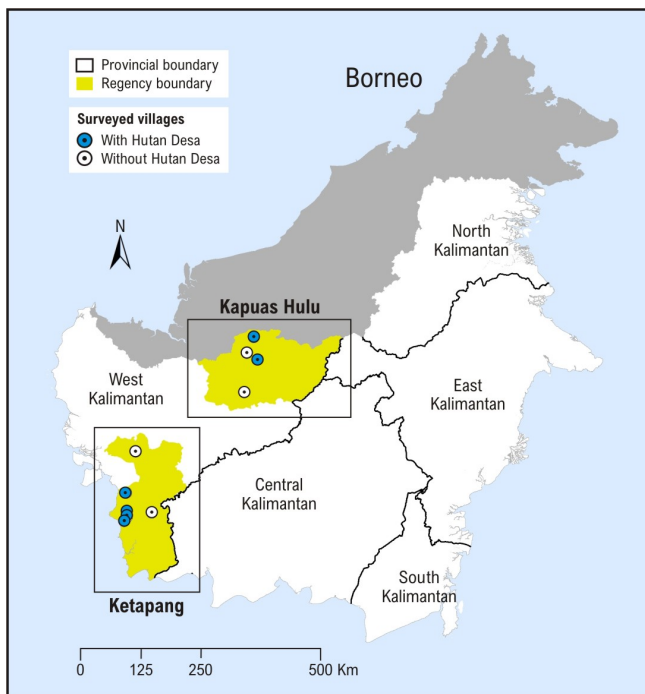 Provincial boundary
Regency boundary
Surveyed villages
With Hutan Desa
Without Hutan Desa
Borneo
N
North
Kalimantan
Kapuas Hulu
West
Kalimantan
East
Kalimantan
Central
Kalimantan
South
Kalimantan
Ketapang
0 125 250 500 Km